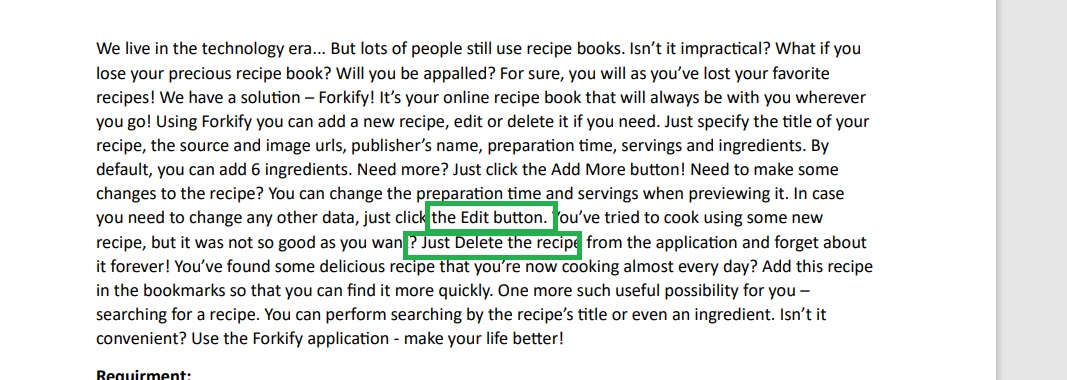 We live in the technology era... But lots of people still use recipe books. Isn’t it impractical? What if you
lose your precious recipe book? Will you be appalled? For sure, you will as you’ve lost your favorite
recipes! We have a solution – Forkify! It’s your online recipe book that will always be with you wherever
you go! Using Forkify you can add a new recipe, edit or delete it if you need. Just specify the title of your
recipe, the source and image urls, publisher’s name, preparation time, servings and ingredients. By
default, you can add 6 ingredients. Need more? Just click the Add More button! Need to make some
changes to the recipe? You can change the preparation time and servings when previewing it. In case
you need to change any other data, just click the Edit button. You’ve tried to cook using some new
recipe, but it was not so good as you want? Just Delete the recipe from the application and forget about
it forever! You’ve found some delicious recipe that you’re now cooking almost every day? Add this recipe
in the bookmarks so that you can find it more quickly. One more such useful possibility for you –
searching for a recipe. You can perform searching by the recipe’s title or even an ingredient. Isn’t it
convenient? Use the Forkify application - make your life better!
Requirment: